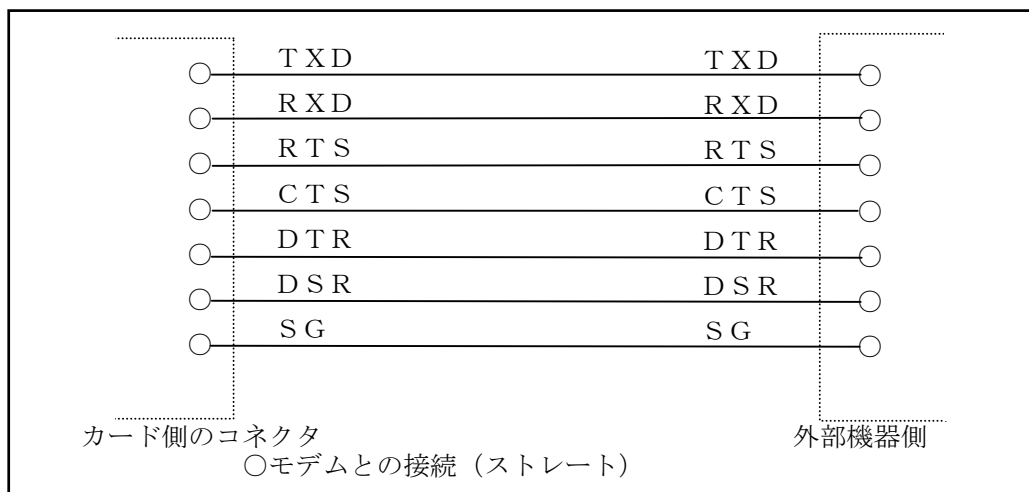 ＴＸＤ ＴＸＤ
ＲＸＤ ＲＸＤ
ＲＴＳ ＲＴＳ
ＣＴＳ ＣＴＳ
ＤＴＲ ＤＴＲ
ＤＳＲ ＤＳＲ
ＳＧ ＳＧ
カード側のコネクタ 外部機器側
○モデムとの接続（ストレート）